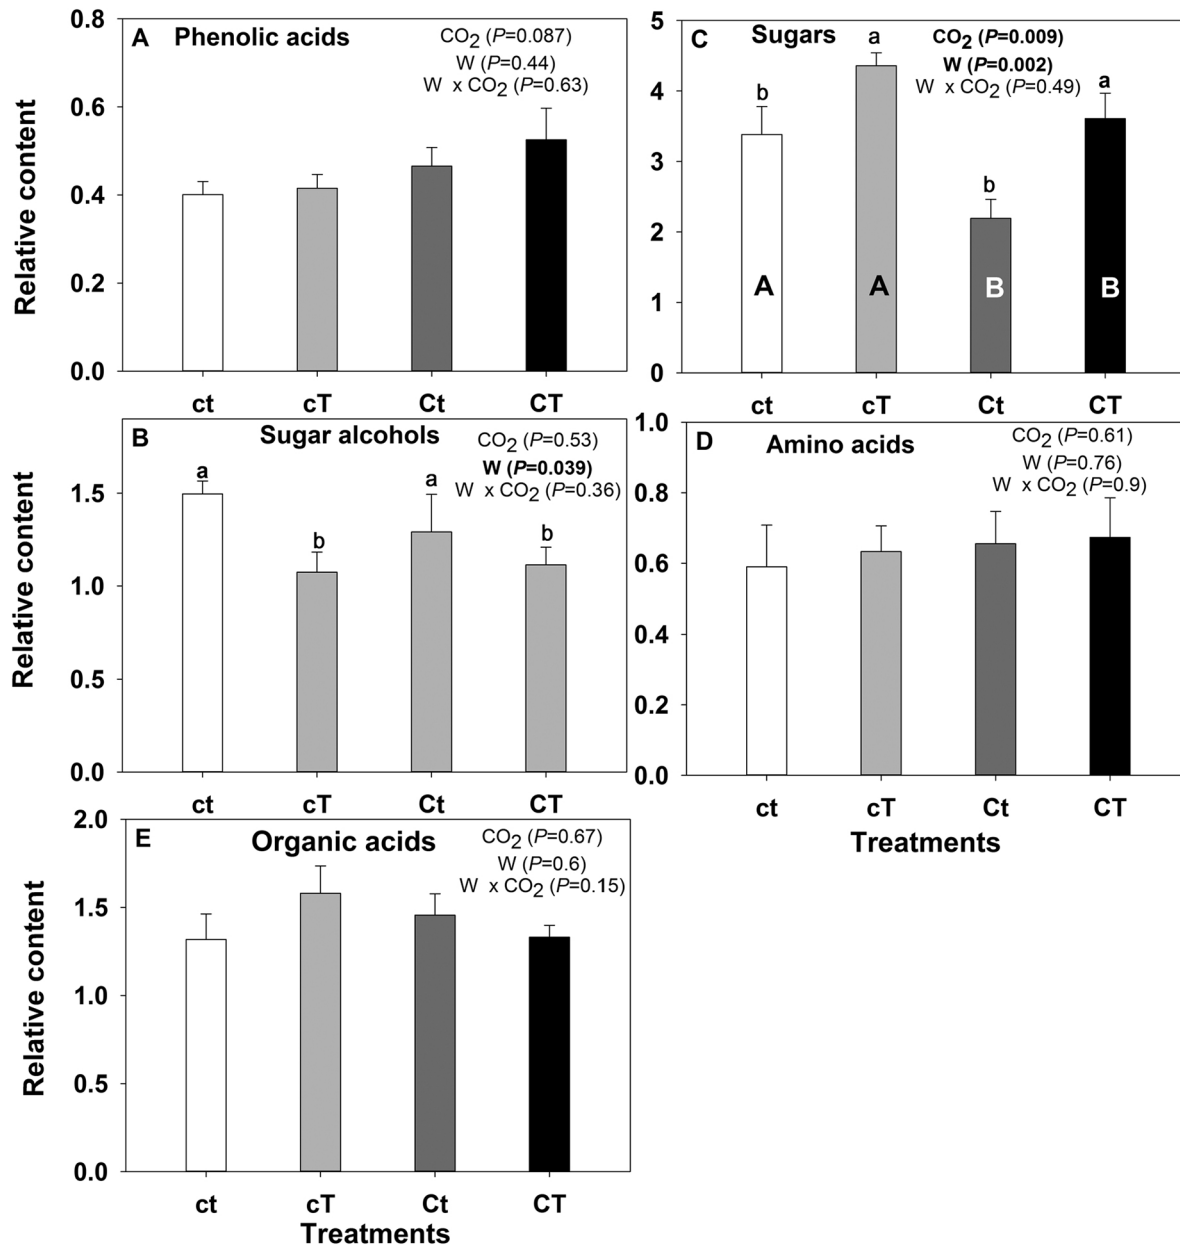 A Phenolic acids
CO2 (P=0.087)
W (P=0.44)
W x CO2 (P=0.63)
Relative content
0.8
0.6
0.4
0.2
0.0
ct cT Ct CT
C Sugars
CO2 (P=0.009)
W (P=0.002)
W x CO2 (P=0.49)
5
4
3
2
1
0
b a b a
A A B B
ct cT Ct CT
B Sugar alcohols
CO2 (P=0.53)
W (P=0.039)
W x CO2 (P=0.36)
Relative content
1.5
1.0
0.5
0.0
a b a b
ct cT Ct CT
D Amino acids
CO2 (P=0.61)
W (P=0.76)
W x CO2 (P=0.9)
1.0
0.8
0.6
0.4
0.2
0.0
ct cT Ct CT
Treatments
E Organic acids
CO2 (P=0.67)
W (P=0.6)
W x CO2 (P=0.15)
Relative content
2.0
1.5
1.0
0.5
0.0
ct cT Ct CT
Treatments